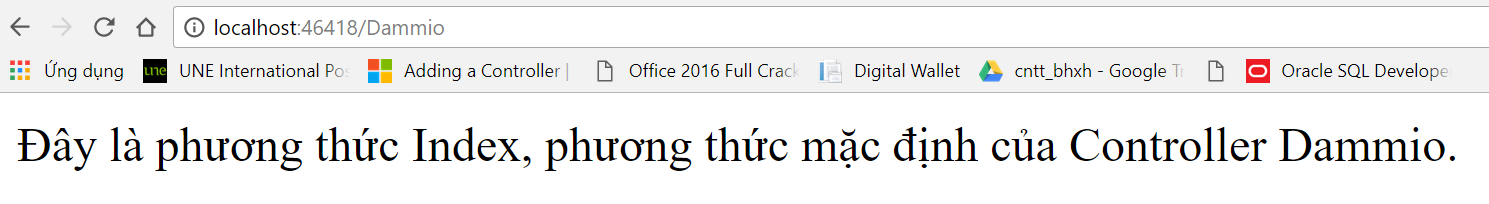 localhost:46418/Dammio
Ứng dụng une UNE International Pos Adding a Controller | Office 2016 Full Crack Digital Wallet cntt_bhxh - Google Tr Oracle SQL Develope
Đây là phương thức Index, phương thức mặc định của Controller Dammio.